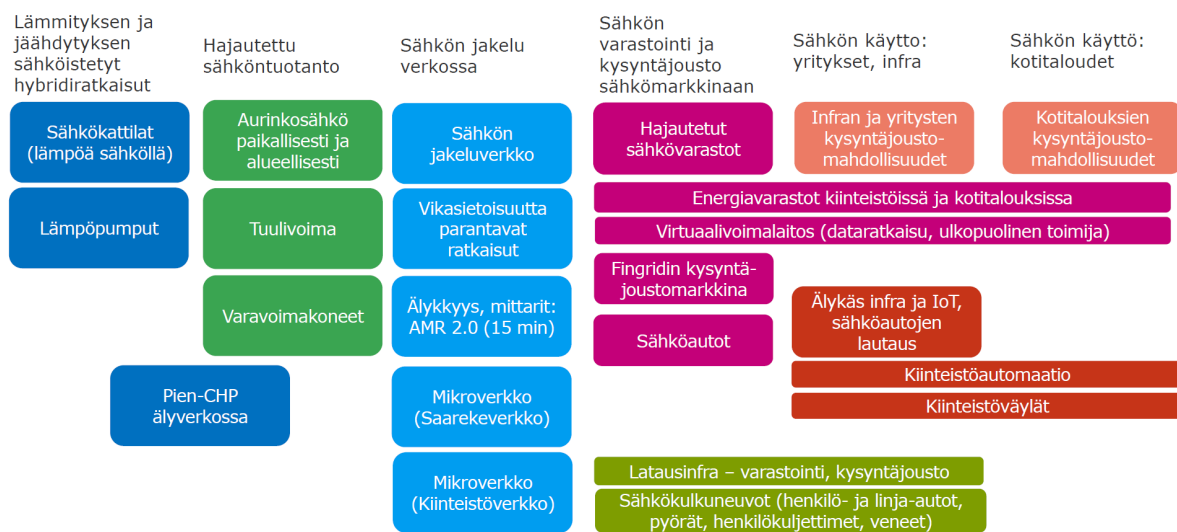 Lämmityksen ja
jäähdytyksen
sähköistetyt
hybridiratkaisut
Hajautettu
sähköntuotanto
Sähkön jakelu
verkossa
Sähkön
varastointi ja
kysyntäjousto
sähkömarkkinaan
Sähkön käytto:
yritykset, infra
Sähkön käyttö:
kotitaloudet
Sähkökattilat
(lämpöä sähköllä)
Aurinkosähkö
paikallisesti ja
alueellisesti
Sähkön
jakeluverkko
Hajautetut
sähkövarastot
Infran ja yritysten
kysyntäjousto-
mahdollisuudet
Kotitalouksien
kysyntäjousto-
mahdollisuudet
Lämpöpumput
Tuulivoima
Vikasietoisuutta
parantavat
ratkaisut
Energiavarastot kiinteistöissä ja kotitalouksissa
Virtuaalivoimalaitos (dataratkaisu, ulkopuolinen toimija)
Fingridin kysyntä-
joustomarkkina
Varavoimakoneet
Älykkyys, mittarit:
AMR 2.0 (15 min)
Sähköautot
Älykäs infra ja IoT,
sähköautojen
lautaus
Kiinteistöautomaatio
Kiinteistöväylät
Pien-CHP
älyverkossa
Mikroverkko
(Saarekeverkko)
Mikroverkko
(Kiinteistöverkko)
Latausinfra – varastointi, kysyntäjousto
Sähkökulkuneuvot (henkilö- ja linja-autot,
pyörät, henkilökuljettimet, veneet)